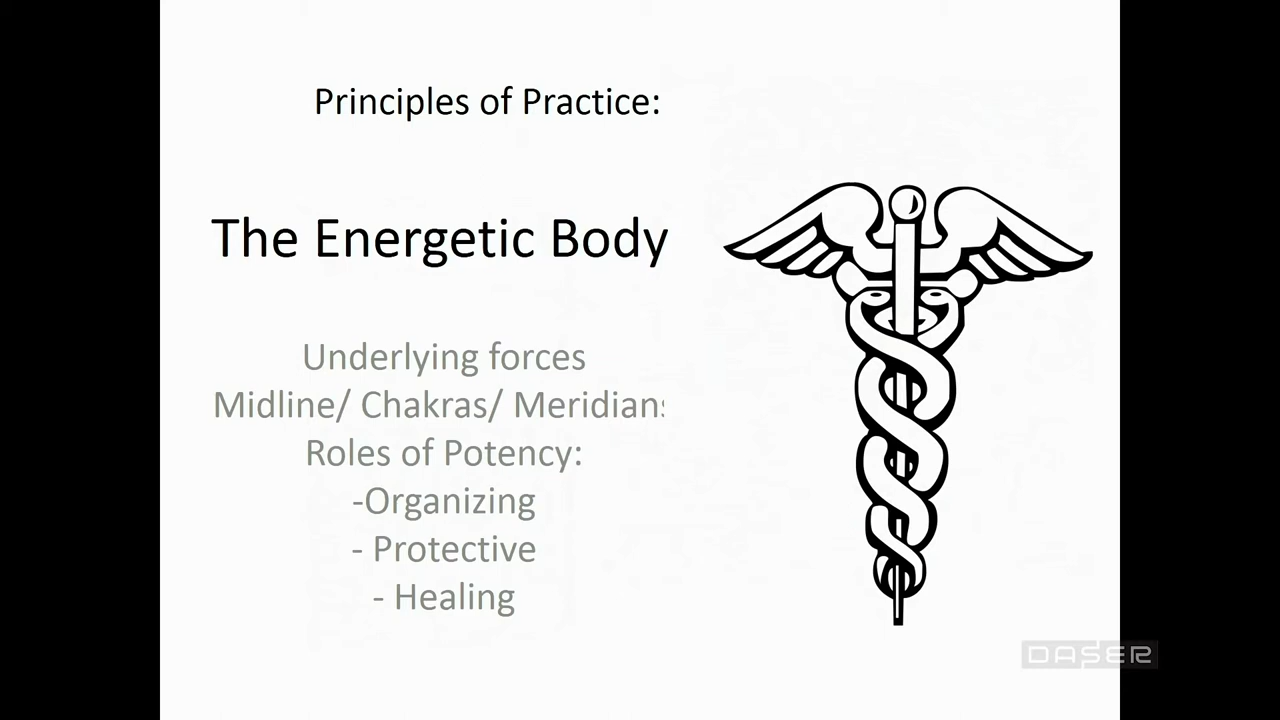 Principles of Practice:
The Energetic Body
Underlying forces
Midline/ Chakras/ Meridians
Roles of Potency:
-Organizing
- Protective
- Healing
DASER